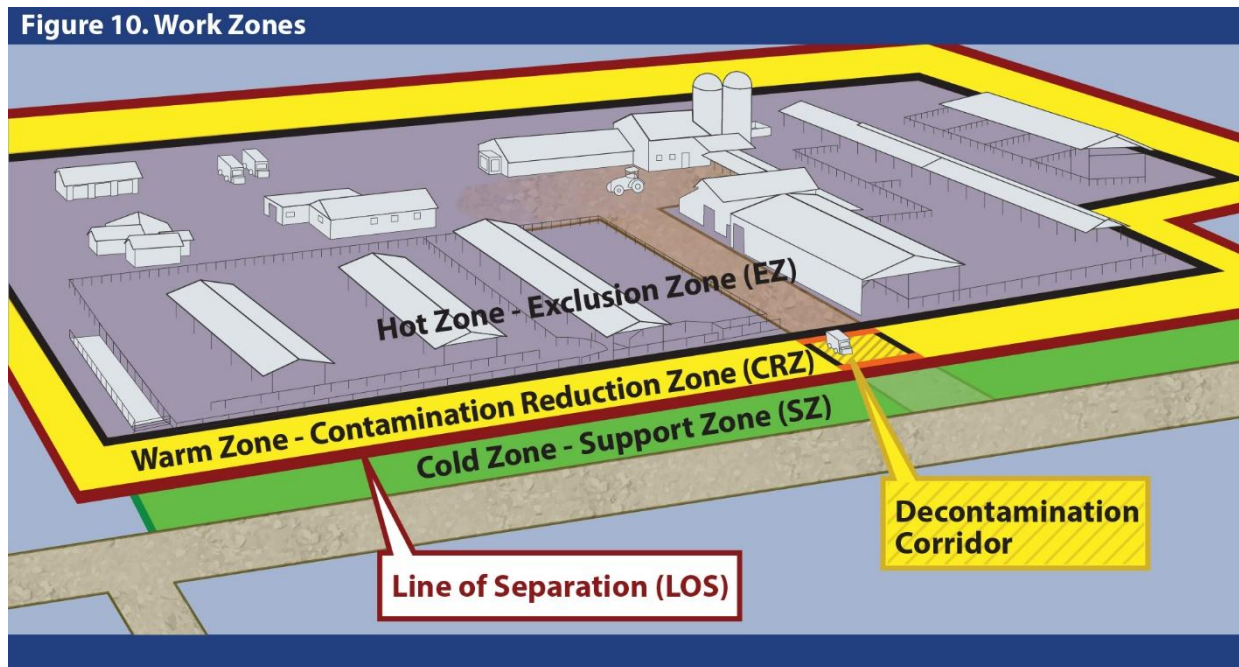 Figure 10. Work Zones
Hot Zone - Exclusion Zone (EZ)
Warm Zone - Contamination Reduction Zone (CRZ)
Cold Zone - Support Zone (SZ)
Decontamination
Corridor
Line of Separation (LOS)